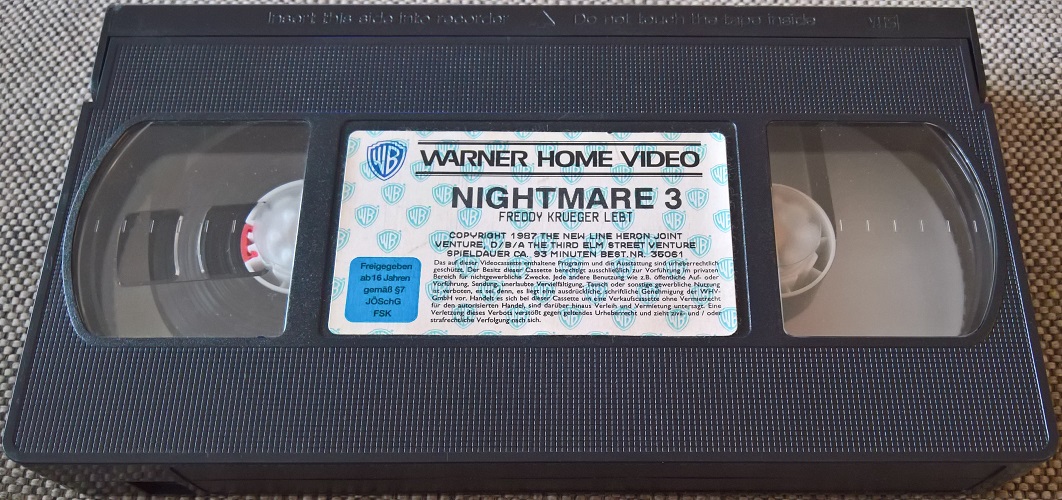 Insert this side into recorder \ Do not touch the tape inside VHS
WB WARNER HOME VIDEO
NIGHTMARE 3
FREDDY KRUEGER LEBT
COPYRIGHT 1987 THE NEW LINE HERON JOINT
VENTURE, D/B/A THE THIRD ELM STREET VENTURE
SPIELDAUER CA. 93 MINUTEN BEST.NR. 35061
Freigegeben
ab 16 Jahren
gemäß §7
JÖSchG
FSK
Das auf dieser Videocassette enthaltene Programm und die Ausstattung sind urheberrechtlich
geschützt. Der Besitz dieser Cassette berechtigt ausschließlich zur Vorführung im privaten
Bereich für nichtgewerbliche Zwecke. Jede andere Benutzung wie z.B. öffentliche Auf- oder
Vorführung, Sendung, unerlaubte Vervielfältigung, Tausch oder sonstige gewerbliche Nutzung
ist verboten, es sei denn, es liegt eine ausdrückliche, schriftliche Genehmigung der WHV-
GmbH vor. Handelt es sich bei dieser Cassette um eine Verkaufscassette ohne Vermietrecht
für den autorisierten Handel, sind darüber hinaus Verleih und Vermietung untersagt. Eine
Verletzung dieses Verbots verstößt gegen geltendes Urheberrecht und zieht zivil- und / oder
strafrechtliche Verfolgung nach sich.